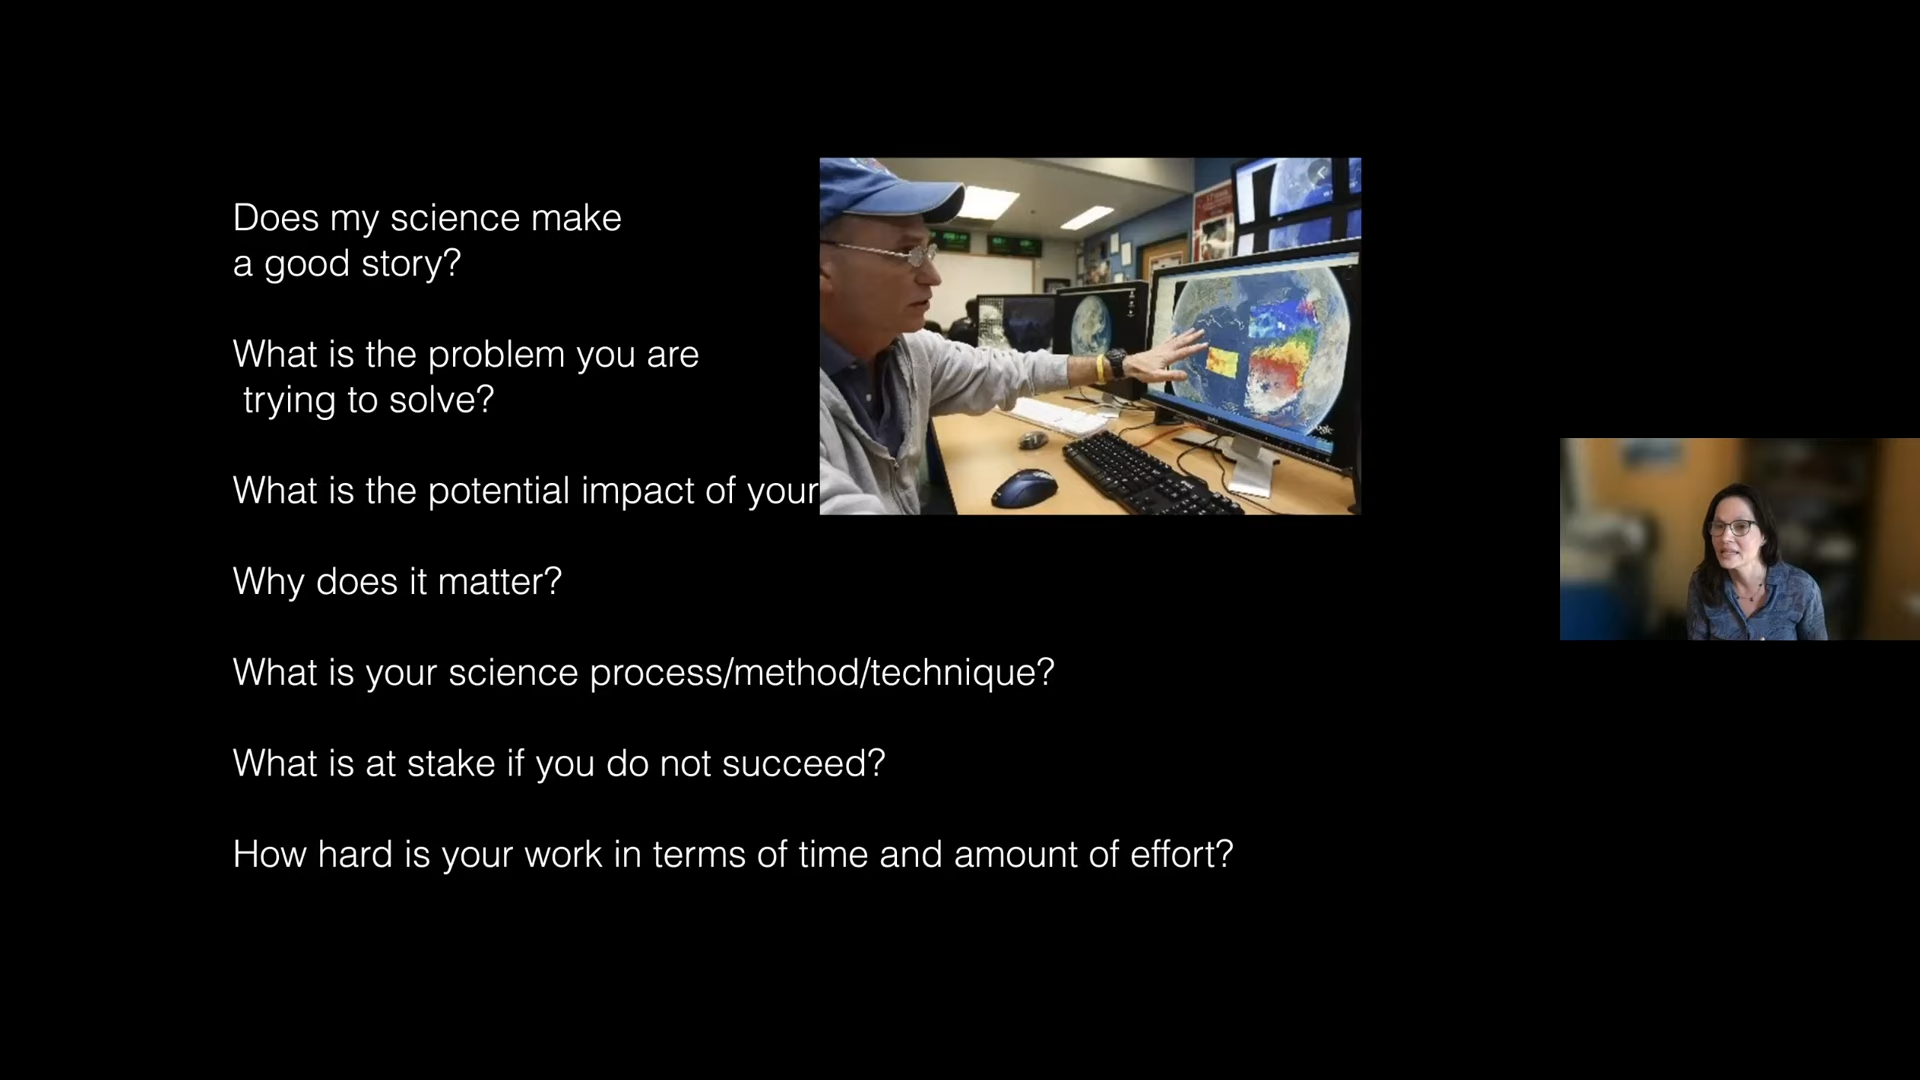 Does my science make
a good story?
What is the problem you are
trying to solve?
What is the potential impact of your
Why does it matter?
What is your science process/method/technique?
What is at stake if you do not succeed?
How hard is your work in terms of time and amount of effort?